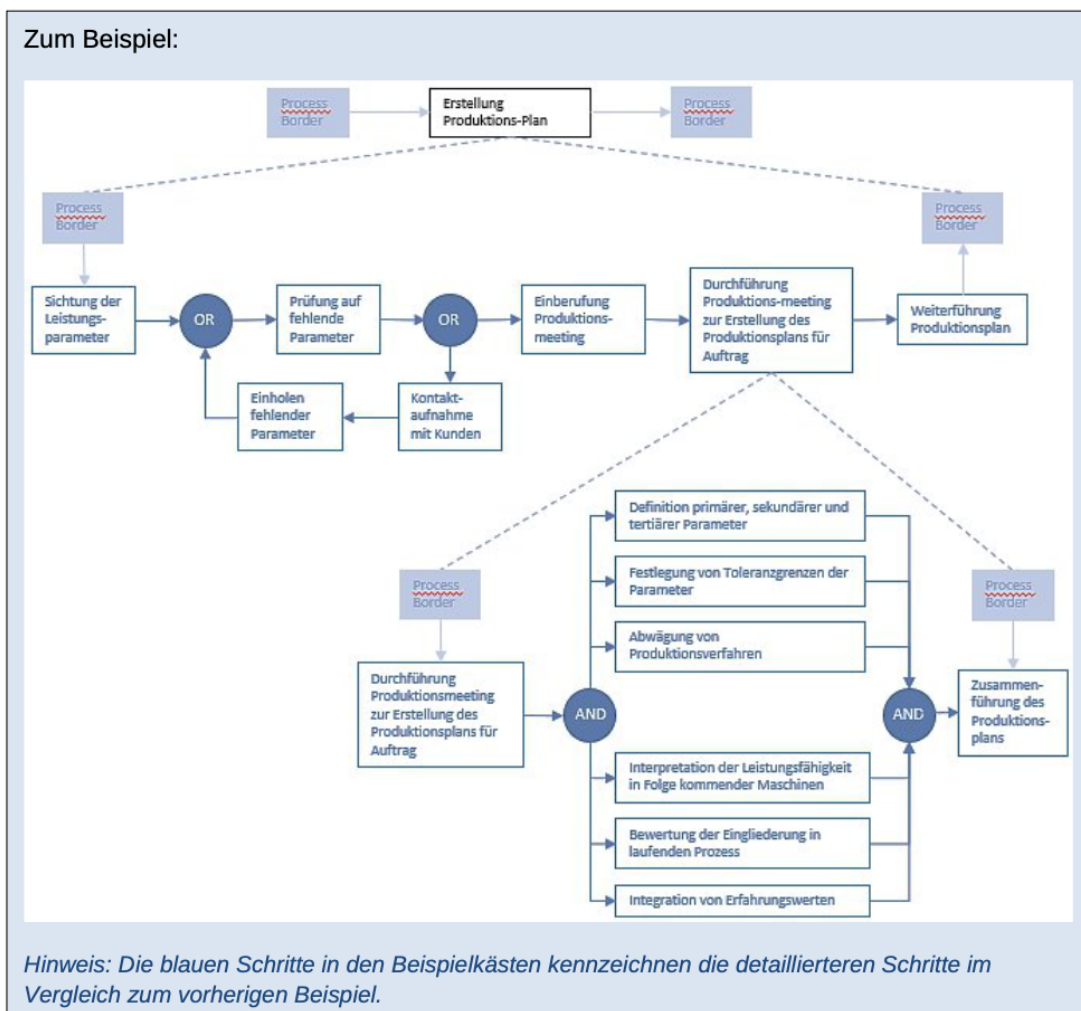 Zum Beispiel:
Process
Border
Erstellung
Produktions-Plan
Process
Border
Process
Border
Process
Border
Sichtung der
Leistungs-
parameter
OR
Prüfung auf
fehlende
Parameter
OR
Einberufung
Produktions-
meeting
Durchführung
Produktions-meeting
zur Erstellung des
Produktionsplans für
Auftrag
Weiterführung
Produktionsplan
Einholen
fehlender
Parameter
Kontakt-
aufnahme
mit Kunden
Definition primärer, sekundärer und
tertiärer Parameter
Process
Border
Festlegung von Toleranzgrenzen der
Parameter
Process
Border
Abwägung von
Produktionsverfahren
Durchführung
Produktionsmeeting
zur Erstellung des
Produktionsplans für
Auftrag
AND
AND
Zusammen-
führung des
Produktions-
plans
Interpretation der Leistungsfähigkeit
in Folge kommender Maschinen
Bewertung der Eingliederung in
laufenden Prozess
Integration von Erfahrungswerten
Hinweis: Die blauen Schritte in den Beispielkästen kennzeichnen die detaillierteren Schritte im
Vergleich zum vorherigen Beispiel.